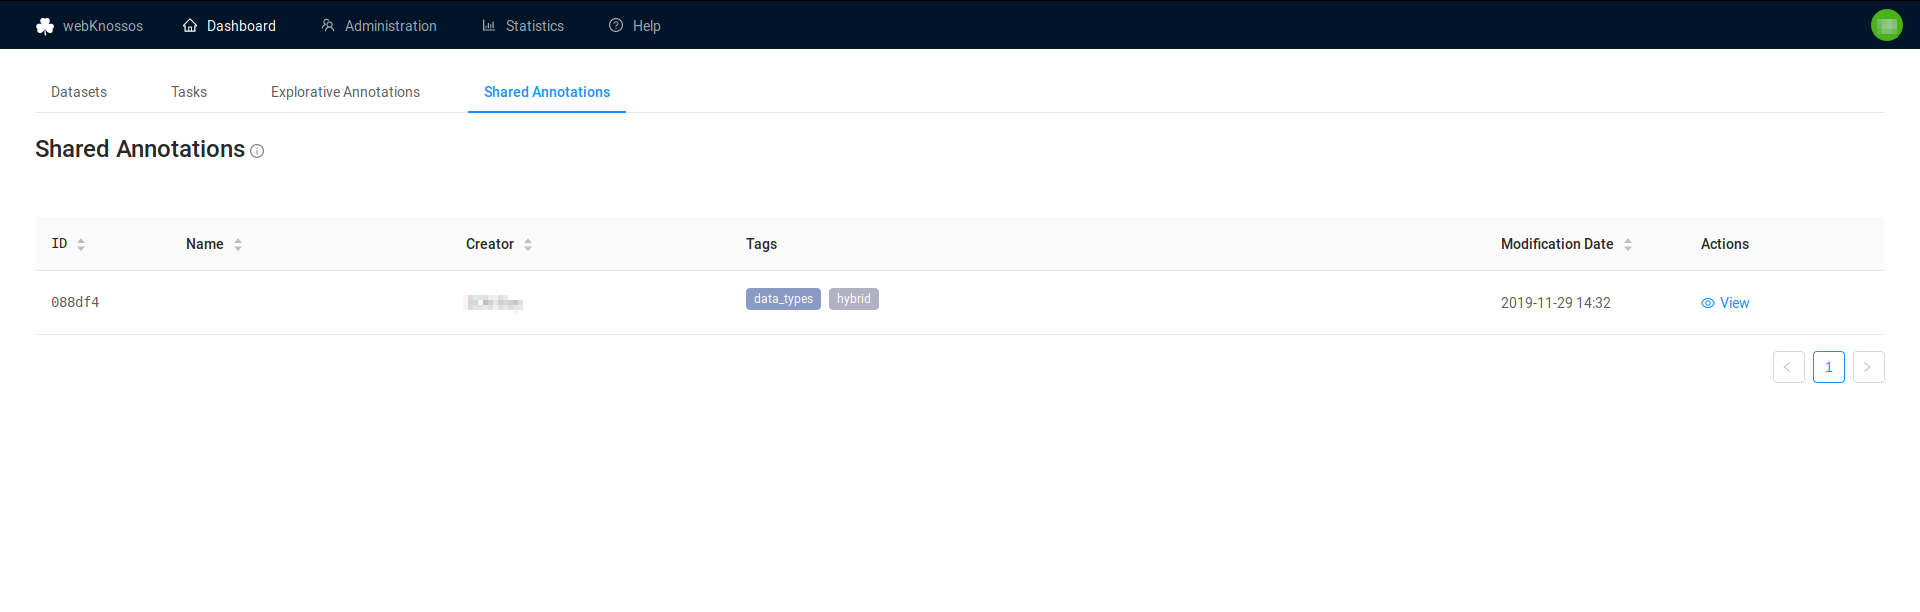 webKnossos Dashboard Administration Statistics Help
Datasets Tasks Explorative Annotations Shared Annotations
Shared Annotations
ID Name Creator Tags Modification Date Actions
088df4 data_types hybrid 2019-11-29 14:32 View
1